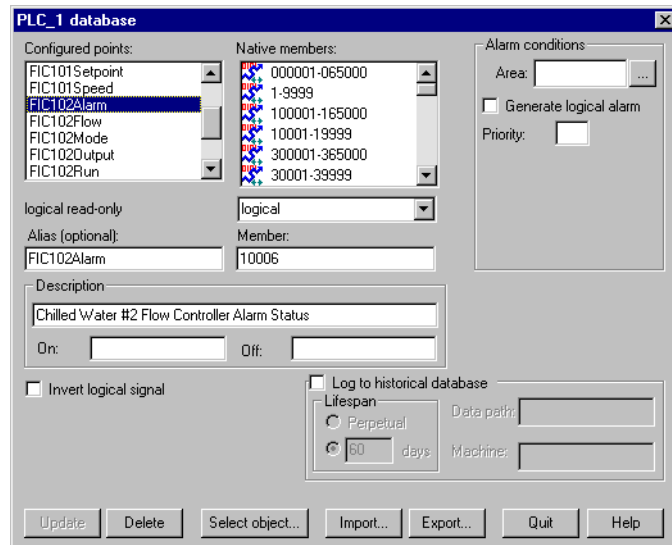 PLC_1 database
Configured points:
FIC101Setpoint
FIC101Speed
FIC102Alarm
FIC102Flow
FIC102Mode
FIC102Output
FIC102Run
Native members:
000001-065000
1-9999
100001-165000
10001-19999
300001-365000
30001-39999
Alarm conditions
Area:
...
Generate logical alarm
Priority:
logical read-only
logical
Alias (optional):
Member:
FIC102Alarm
10006
Description
Chilled Water #2 Flow Controller Alarm Status
On:
Off:
Invert logical signal
Log to historical database
Lifespan
Perpetual
60 days
Data path:
Machine:
Update
Delete
Select object...
Import...
Export...
Quit
Help